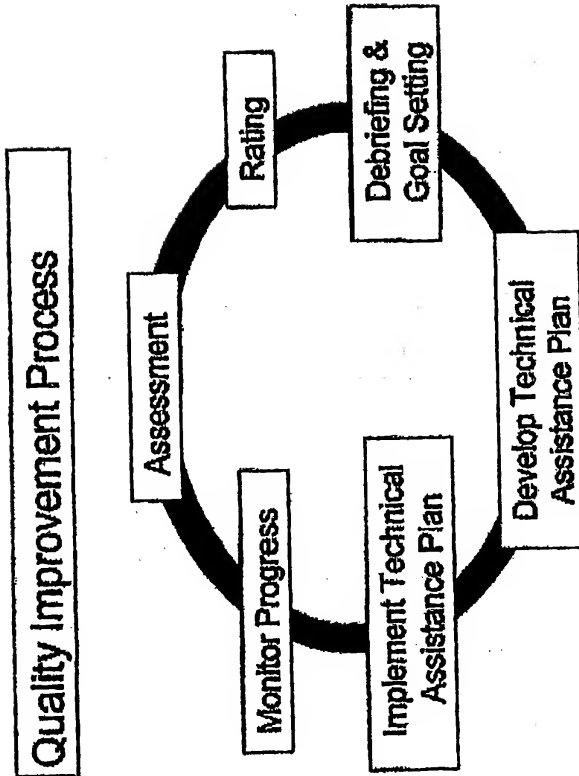 Quality Improvement Process
Assessment
Rating
Debriefing &
Goal Setting
Develop Technical
Assistance Plan
Implement Technical
Assistance Plan
Monitor Progress